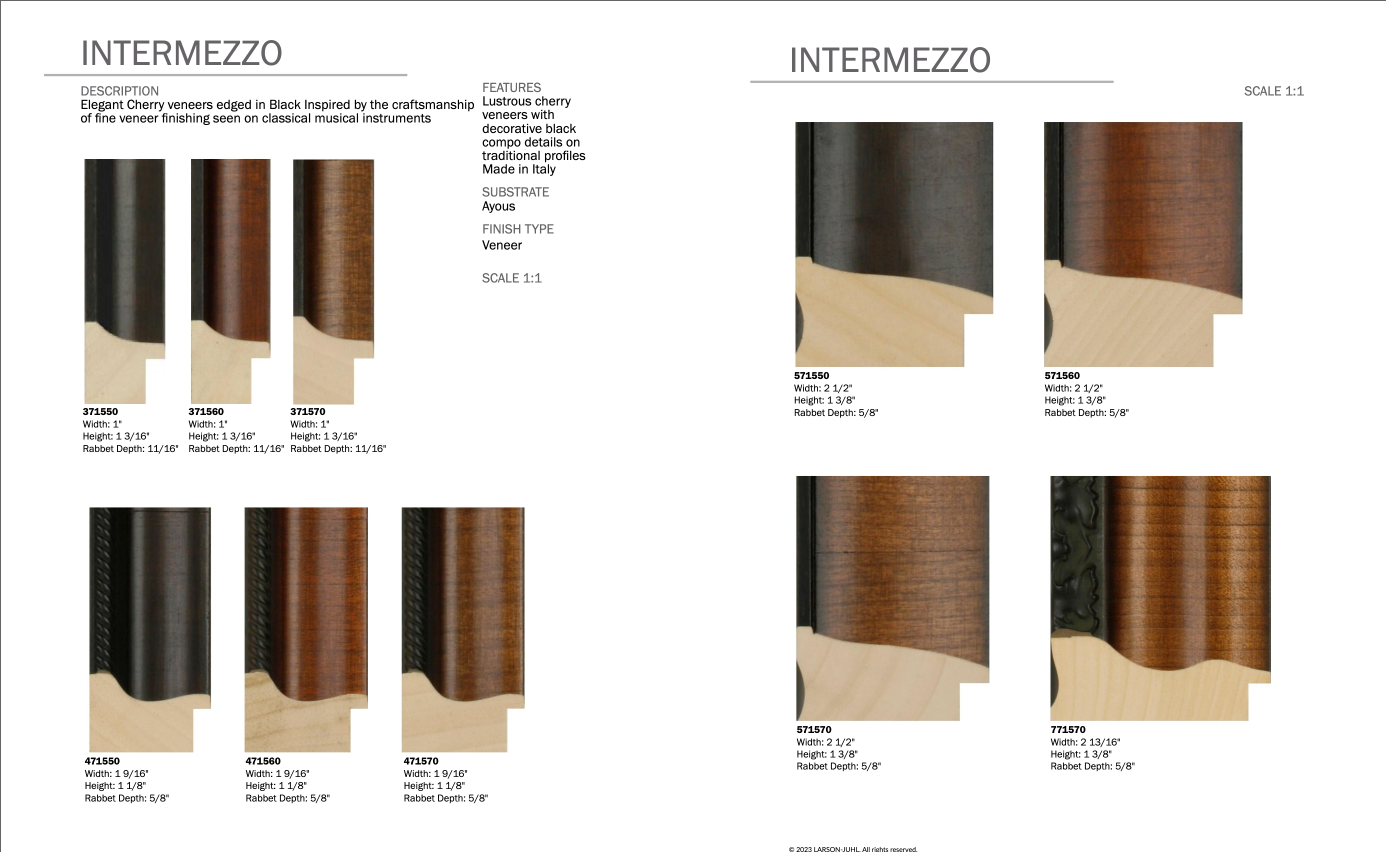 INTERMEZZO
DESCRIPTION
Elegant Cherry veneers edged in Black Inspired by the craftsmanship
of fine veneer finishing seen on classical musical instruments
FEATURES
Lustrous cherry
veneers with
decorative black
compo details on
traditional profiles
Made in Italy
SUBSTRATE
Ayous
FINISH TYPE
Veneer
SCALE 1:1
371550
Width: 1"
Height: 1 3/16"
Rabbet Depth: 11/16"
371560
Width: 1"
Height: 1 3/16"
Rabbet Depth: 11/16"
371570
Width: 1"
Height: 1 3/16"
Rabbet Depth: 11/16"
471550
Width: 1 9/16"
Height: 1 1/8"
Rabbet Depth: 5/8"
471560
Width: 1 9/16"
Height: 1 1/8"
Rabbet Depth: 5/8"
471570
Width: 1 9/16"
Height: 1 1/8"
Rabbet Depth: 5/8"
INTERMEZZO
SCALE 1:1
571550
Width: 2 1/2"
Height: 1 3/8"
Rabbet Depth: 5/8"
571560
Width: 2 1/2"
Height: 1 3/8"
Rabbet Depth: 5/8"
571570
Width: 2 1/2"
Height: 1 3/8"
Rabbet Depth: 5/8"
771570
Width: 2 13/16"
Height: 1 3/8"
Rabbet Depth: 5/8"
© 2023 LARSON-JUHL. All rights reserved.